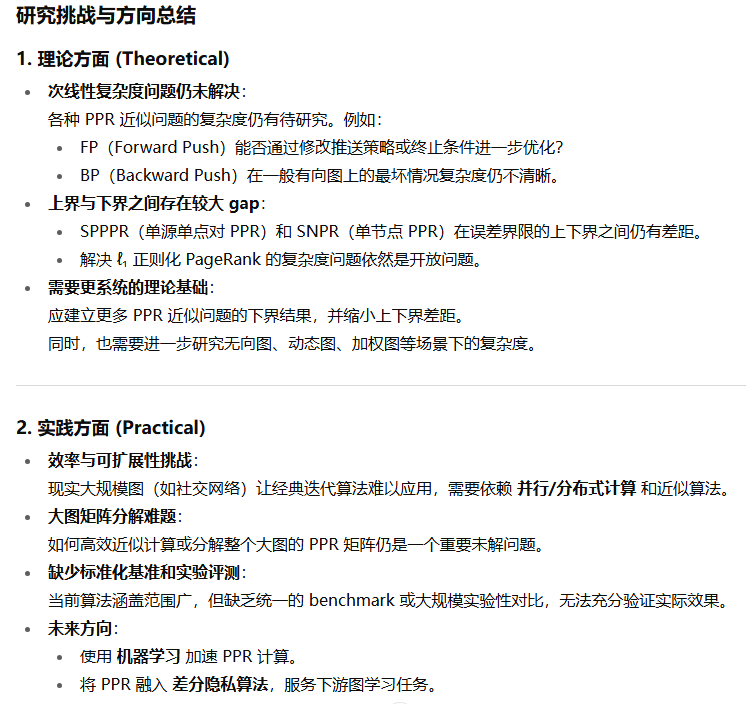 研究挑战与方向总结
1. 理论方面 (Theoretical)
次线性复杂度问题仍未解决：
各种 PPR 近似问题的复杂度仍有待研究。例如：
FP（Forward Push）能否通过修改推送策略或终止条件进一步优化？
BP（Backward Push）在一般有向图上的最坏情况复杂度仍不清晰。
上界与下界之间存在较大 gap：
SPPPR（单源单点对 PPR）和 SNPR（单节点 PPR）在误差界限的上下界之间仍有差距。
解决 ℓ₁ 正则化 PageRank 的复杂度问题依然是开放问题。
需要更系统的理论基础：
应建立更多 PPR 近似问题的下界结果，并缩小上下界差距。
同时，也需要进一步研究无向图、动态图、加权图等场景下的复杂度。
2. 实践方面 (Practical)
效率与可扩展性挑战：
现实大规模图（如社交网络）让经典迭代算法难以应用，需要依赖 并行/分布式计算 和近似算法。
大图矩阵分解难题：
如何高效近似计算或分解整个大图的 PPR 矩阵仍是一个重要未解问题。
缺少标准化基准和实验评测：
当前算法涵盖范围广，但缺乏统一的 benchmark 或大规模实验性对比，无法充分验证实际效果。
未来方向：
使用 机器学习 加速 PPR 计算。
将 PPR 融入 差分隐私算法，服务下游图学习任务。